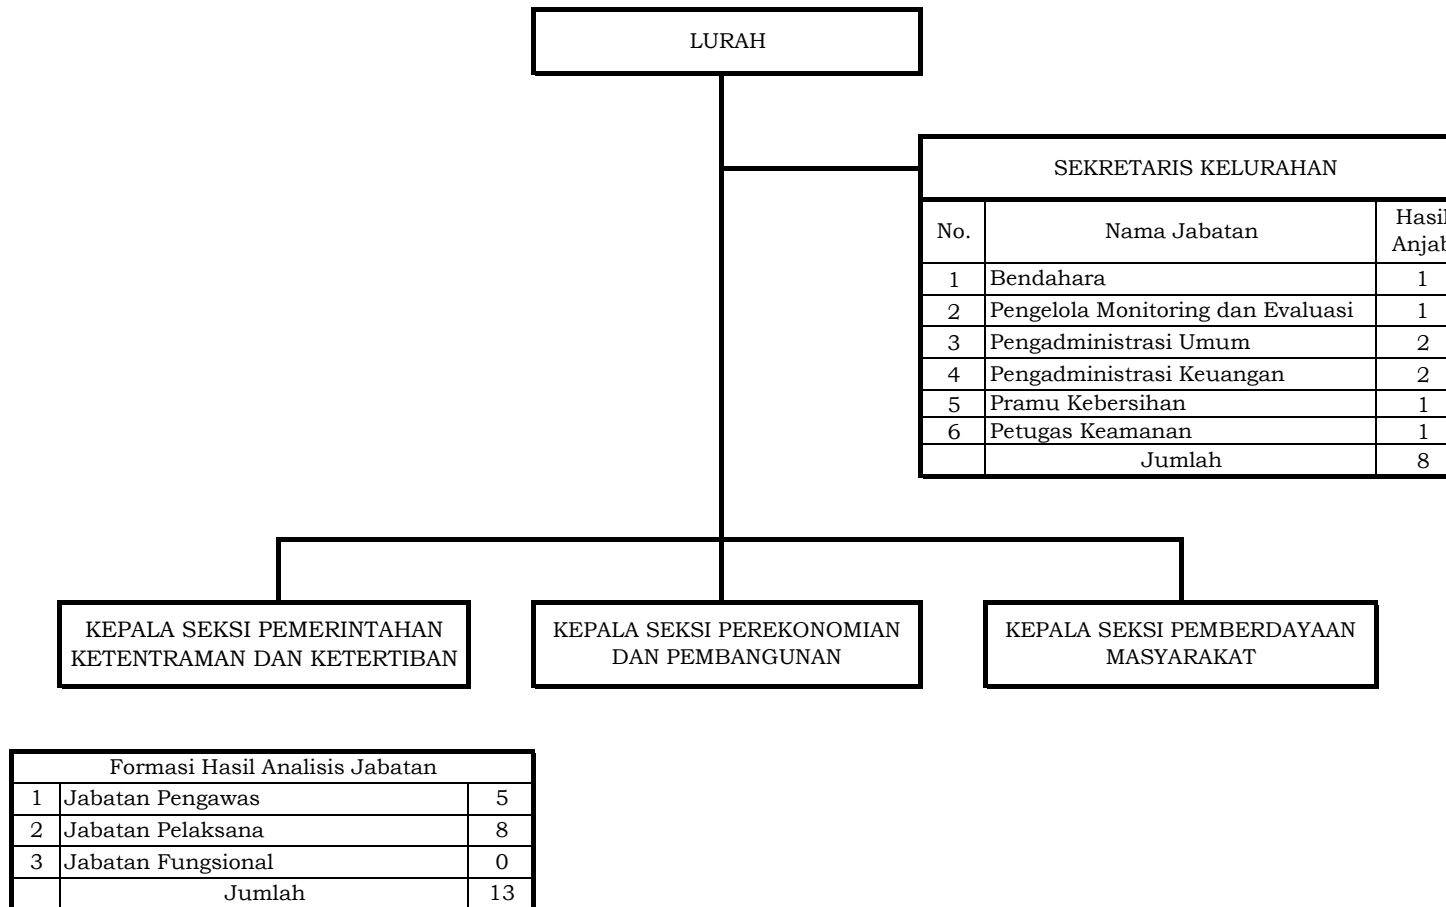 LURAH
SEKRETARIS KELURAHAN
No. Nama Jabatan Hasil Anjab
1 Bendahara 1
2 Pengelola Monitoring dan Evaluasi 1
3 Pengadministrasi Umum 2
4 Pengadministrasi Keuangan 2
5 Pramu Kebersihan 1
6 Petugas Keamanan 1
Jumlah 8
KEPALA SEKSI PEMERINTAHAN
KETENTRAMAN DAN KETERTIBAN
KEPALA SEKSI PEREKONOMIAN
DAN PEMBANGUNAN
KEPALA SEKSI PEMBERDAYAAN
MASYARAKAT
Formasi Hasil Analisis Jabatan
1 Jabatan Pengawas 5
2 Jabatan Pelaksana 8
3 Jabatan Fungsional 0
Jumlah 13